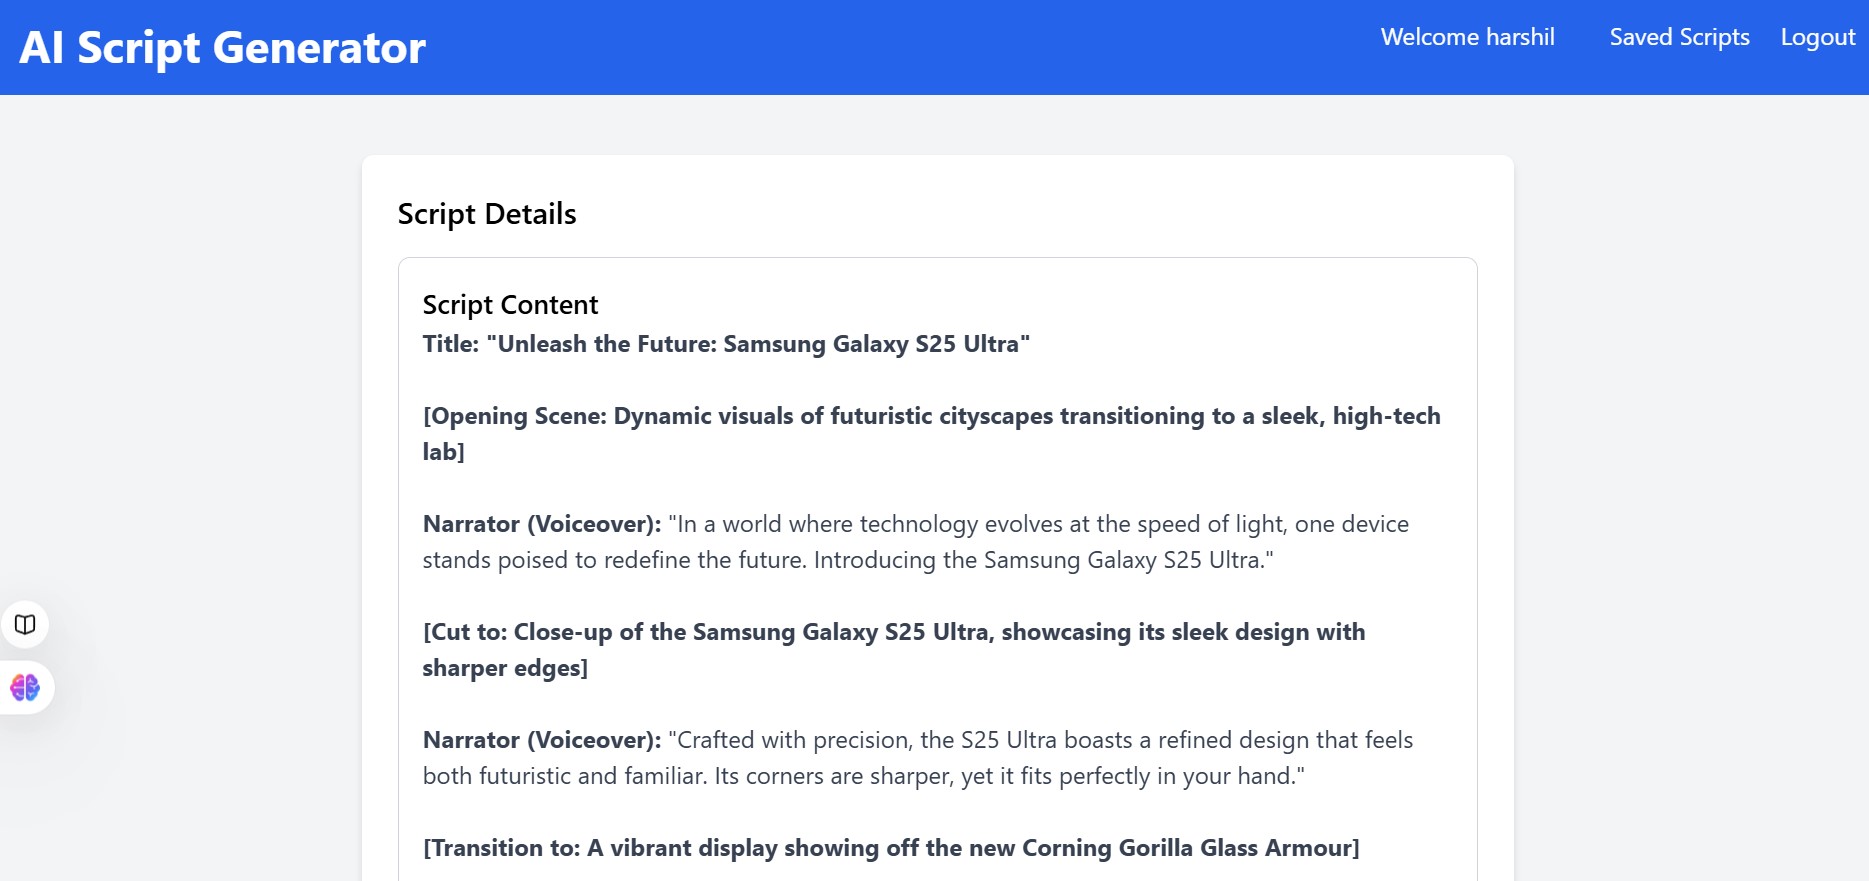 AI Script Generator
Welcome harshil
Saved Scripts
Logout
Script Details
Script Content
Title: "Unleash the Future: Samsung Galaxy S25 Ultra"
[Opening Scene: Dynamic visuals of futuristic cityscapes transitioning to a sleek, high-tech
lab]
Narrator (Voiceover): "In a world where technology evolves at the speed of light, one device
stands poised to redefine the future. Introducing the Samsung Galaxy S25 Ultra."
[Cut to: Close-up of the Samsung Galaxy S25 Ultra, showcasing its sleek design with
sharper edges]
Narrator (Voiceover): "Crafted with precision, the S25 Ultra boasts a refined design that feels
both futuristic and familiar. Its corners are sharper, yet it fits perfectly in your hand."
[Transition to: A vibrant display showing off the new Corning Gorilla Glass Armour]